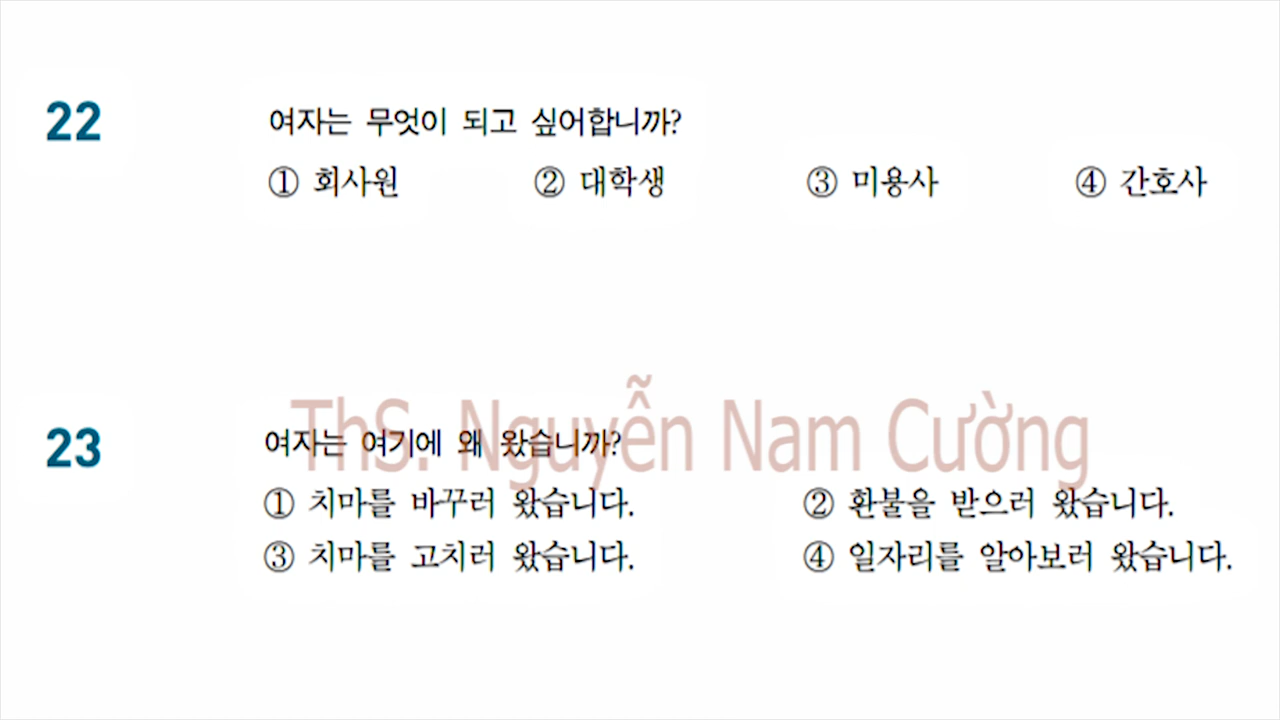 22 여자는 무엇이 되고 싶어합니까?
① 회사원 ② 대학생 ③ 미용사 ④ 간호사
ThS. Nguyễn Nam Cường
23 여자는 여기에 왜 왔습니까?
① 치마를 바꾸러 왔습니다. ② 환불을 받으러 왔습니다.
③ 치마를 고치러 왔습니다. ④ 일자리를 알아보러 왔습니다.